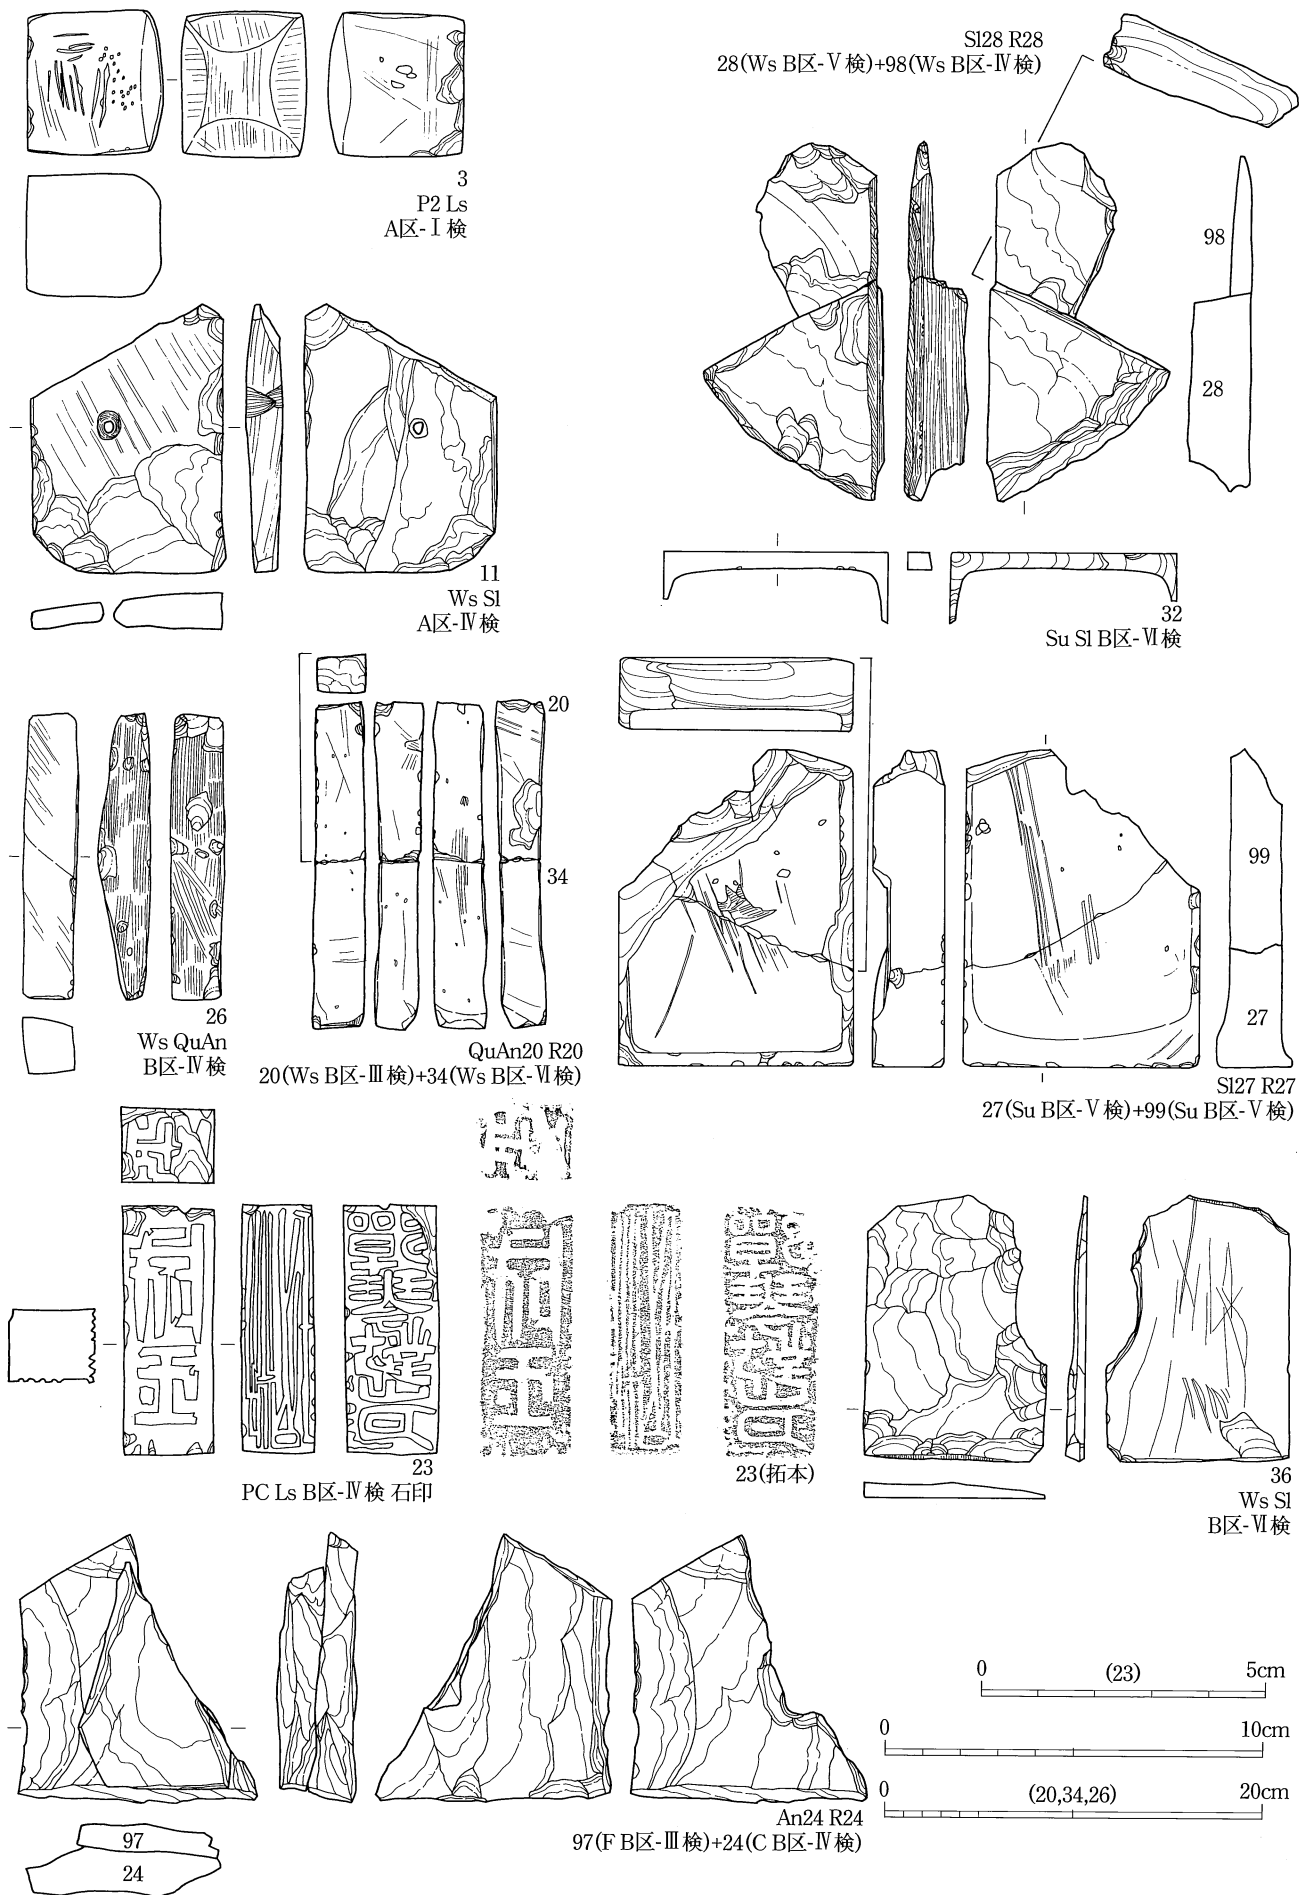 3
P2 Ls
A区-Ⅰ検
Sl28 R28
28(Ws B区-Ⅴ検)+98(Ws B区-Ⅳ検)
98
28
11
Ws Sl
A区-Ⅳ検
32
Su Sl B区-Ⅵ検
26
Ws QuAn
B区-Ⅳ検
20
34
QuAn20 R20
20(Ws B区-Ⅲ検)+34(Ws B区-Ⅵ検)
99
27
Sl27 R27
27(Su B区-Ⅴ検)+99(Su B区-Ⅴ検)
23
PC Ls B区-Ⅳ検 石印
23(拓本)
36
Ws Sl
B区-Ⅵ検
97
24
An24 R24
97(F B区-Ⅲ検)+24(C B区-Ⅳ検)
0 (23) 5cm
0 10cm
0 (20,34,26) 20cm